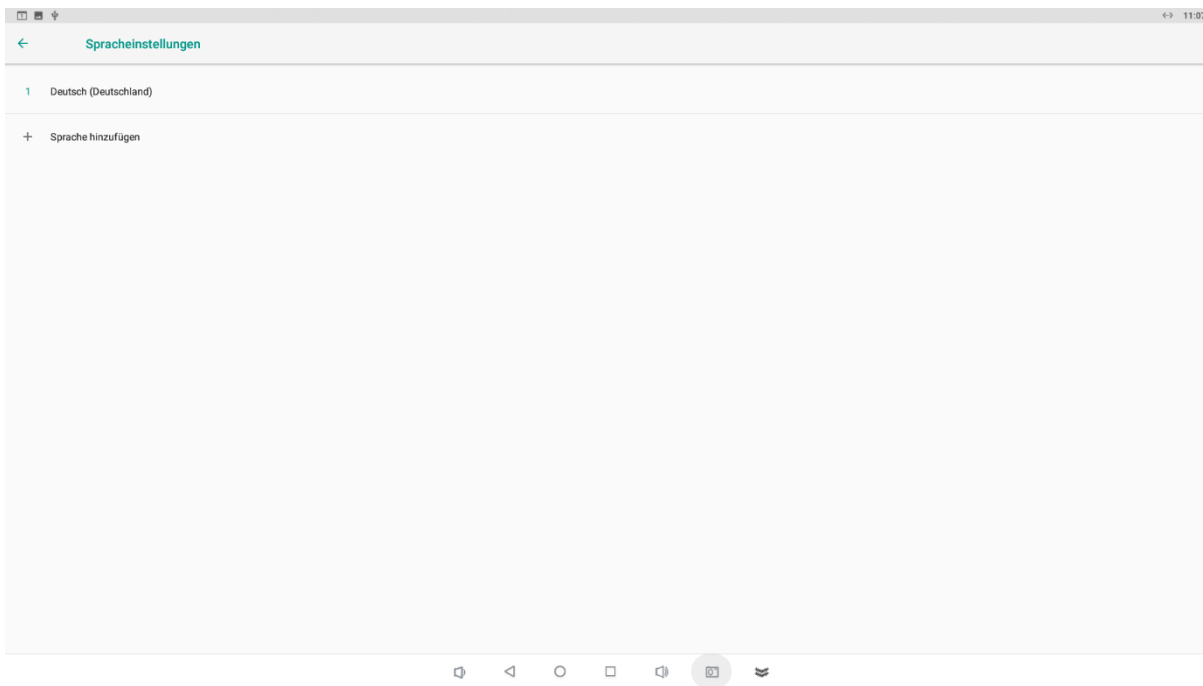 11:07
Spracheinstellungen
1 Deutsch (Deutschland)
+ Sprache hinzufügen